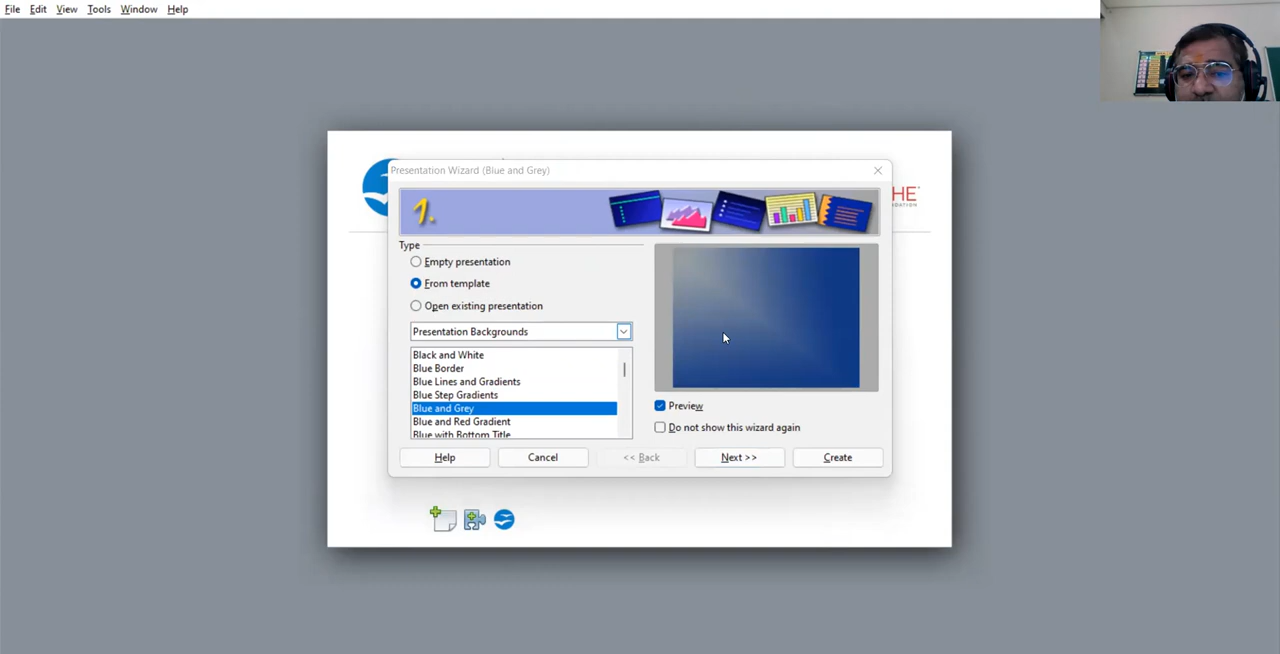 File Edit View Tools Window Help
Presentation Wizard (Blue and Grey)
HE
DATION
1.
Type
Empty presentation
From template
Open existing presentation
Presentation Backgrounds
Black and White
Blue Border
Blue Lines and Gradients
Blue Step Gradients
Blue and Grey
Blue and Red Gradient
Blue with Bottom Title
Preview
Do not show this wizard again
Help Cancel << Back Next >> Create